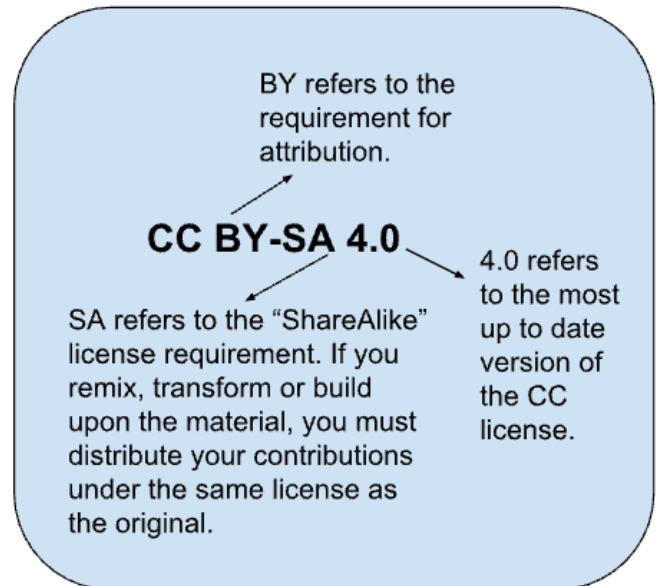 BY refers to the
requirement for
attribution.
CC BY-SA 4.0
SA refers to the “ShareAlike”
license requirement. If you
remix, transform or build
upon the material, you must
distribute your contributions
under the same license as
the original.
4.0 refers
to the most
up to date
version of
the CC
license.